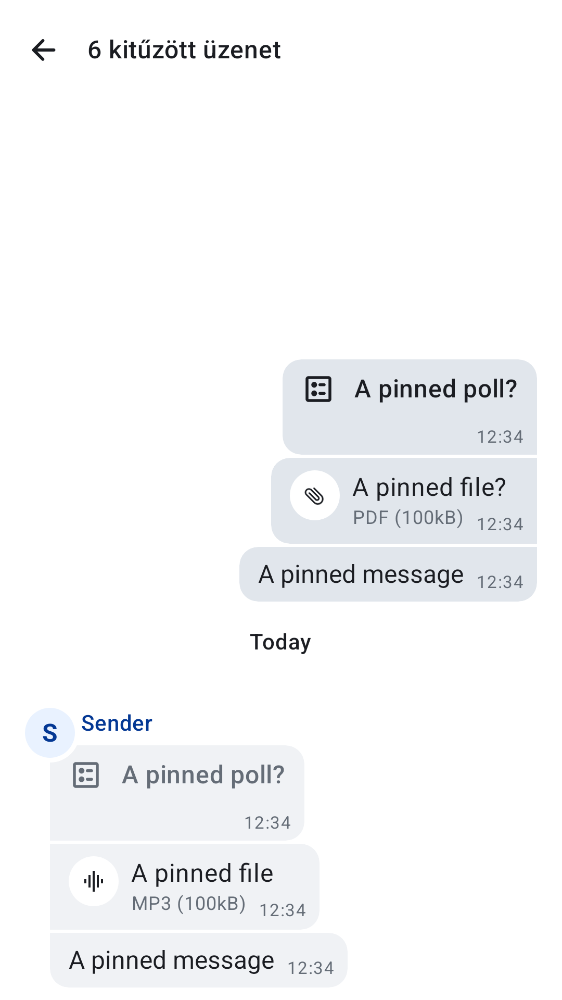 6 kitűzött üzenet
A pinned poll?
12:34
A pinned file?
PDF (100kB) 12:34
A pinned message 12:34
Today
S Sender
A pinned poll?
12:34
A pinned file
MP3 (100kB) 12:34
A pinned message 12:34